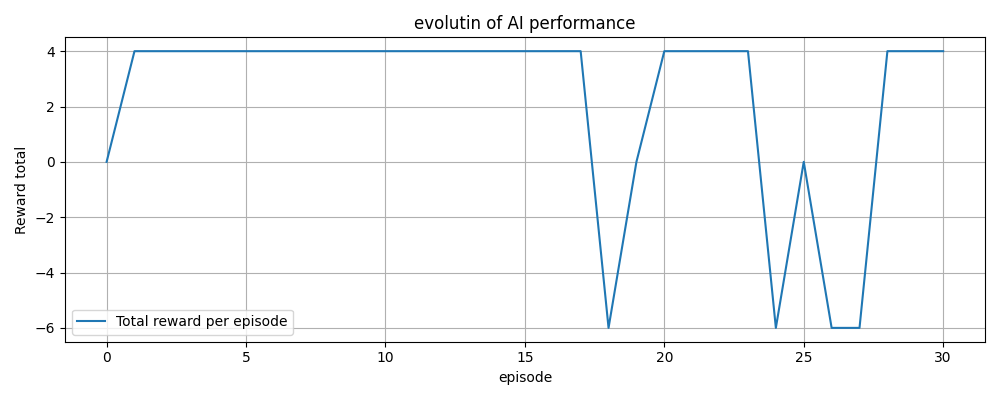 evolutin of AI performance
Reward total
4
2
0
−2
−4
−6
Total reward per episode
0 5 10 15 20 25 30
episode